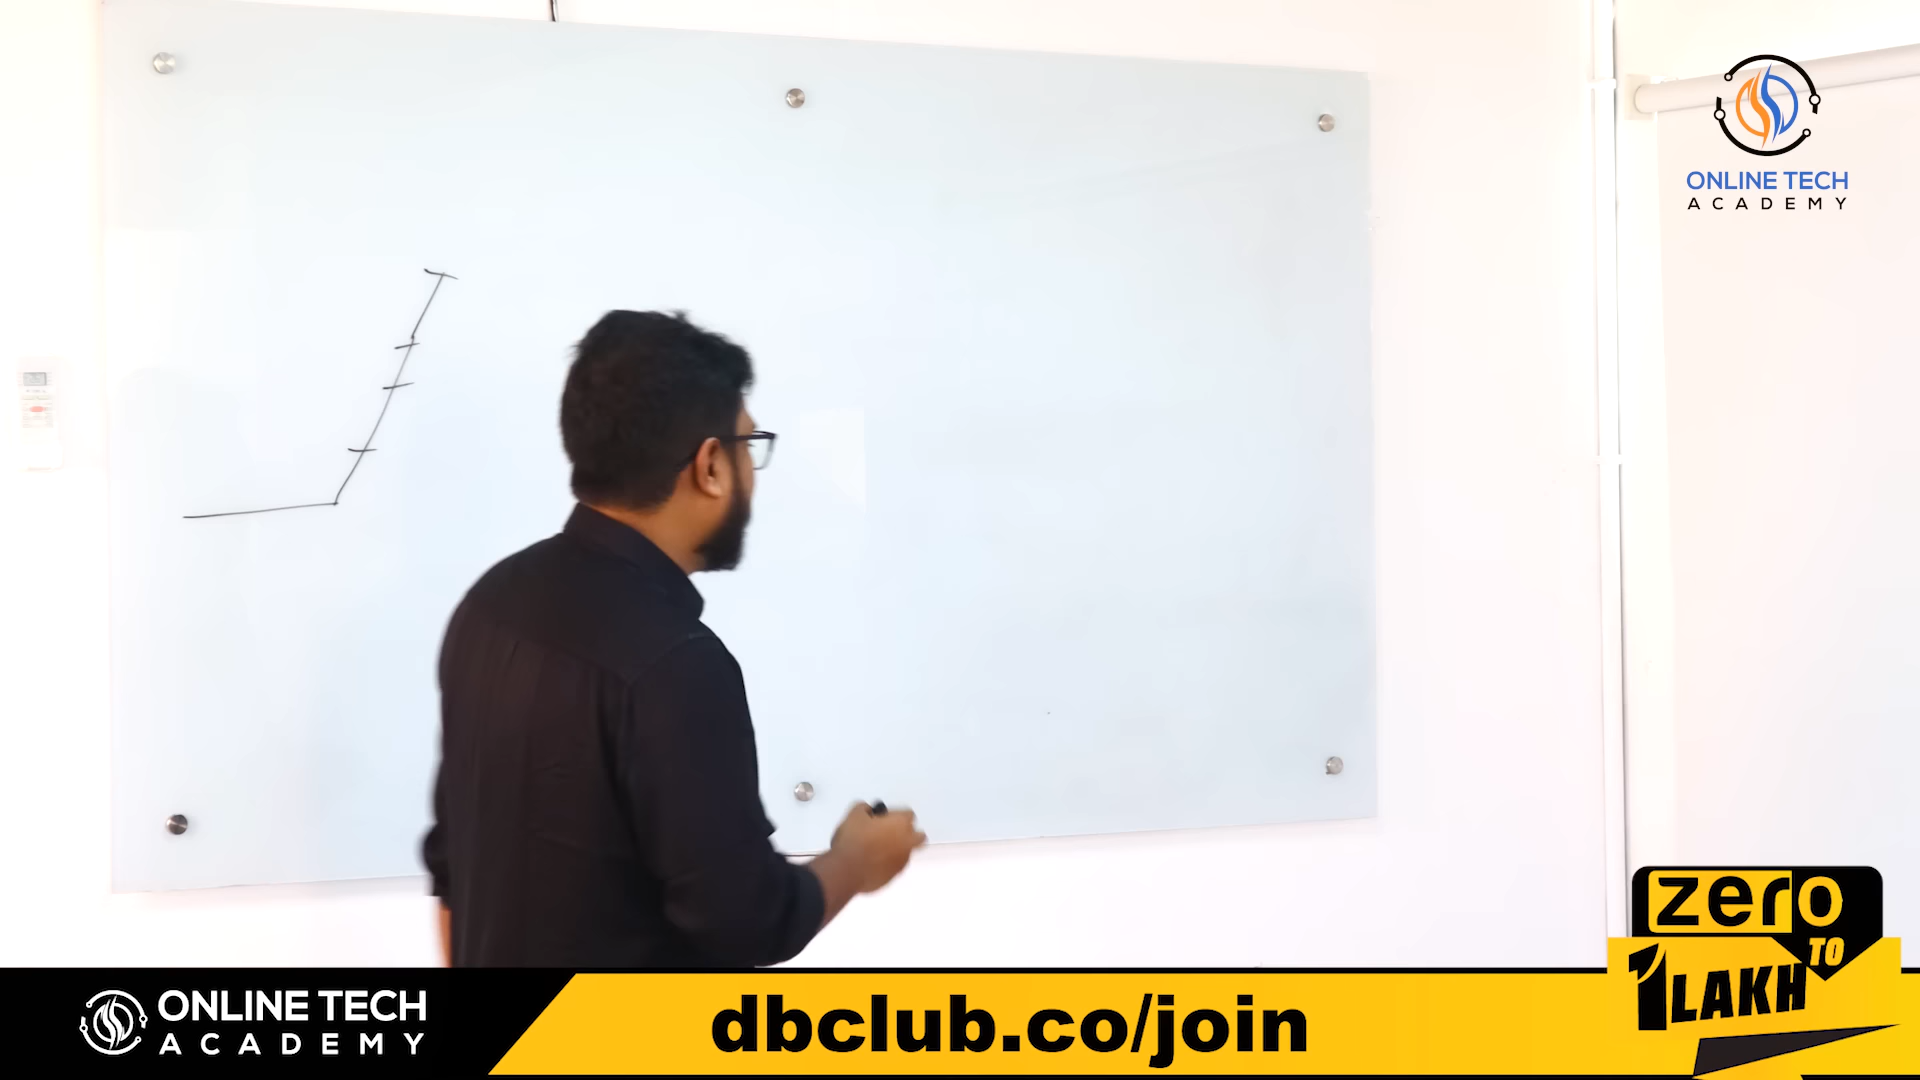 ONLINE TECH
ACADEMY
zero
TO
1 LAKH
ONLINE TECH
ACADEMY
dbclub.co/join